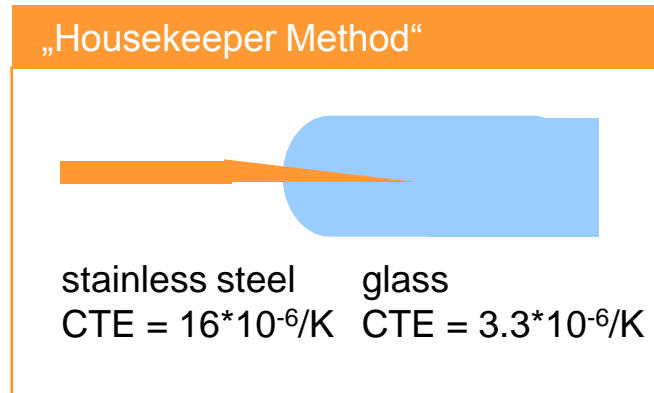 „Housekeeper Method“
stainless steel glass
CTE = 16*10⁻⁶/K CTE = 3.3*10⁻⁶/K